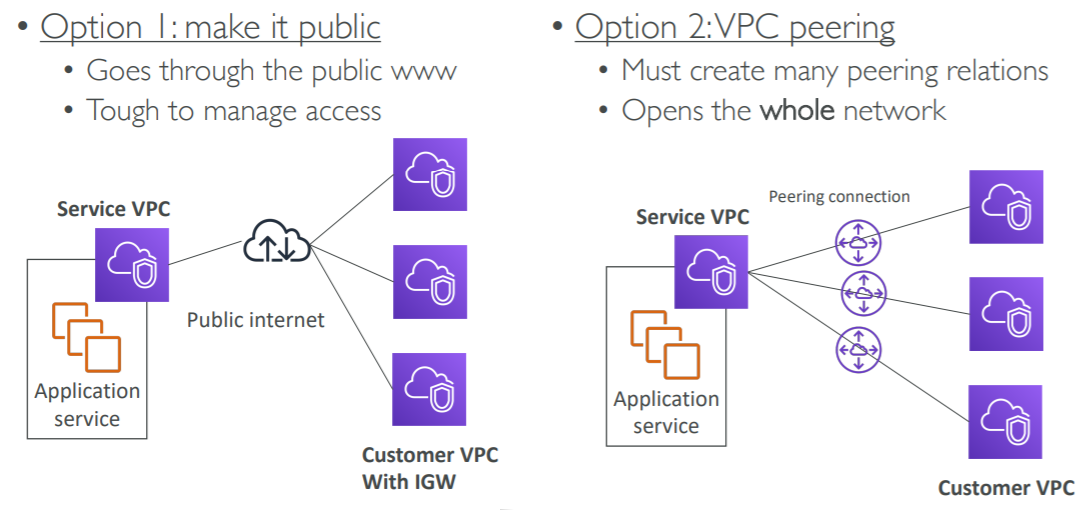 • Option 1: make it public
• Goes through the public www
• Tough to manage access
Service VPC
Public internet
Application
service
Customer VPC
With IGW
• Option 2: VPC peering
• Must create many peering relations
• Opens the whole network
Peering connection
Service VPC
Application
service
Customer VPC